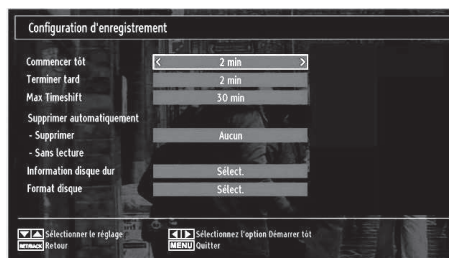 Configuration d'enregistrement
Commencer tôt 2 min
Terminer tard 2 min
Max Timeshift 30 min
Supprimer automatiquement
- Supprimer Aucun
- Sans lecture
Information disque dur Sélect.
Format disque Sélect.
Sélectionner le réglage Sélectionnez l'option Démarrer tôt
Retour MENU Quitter